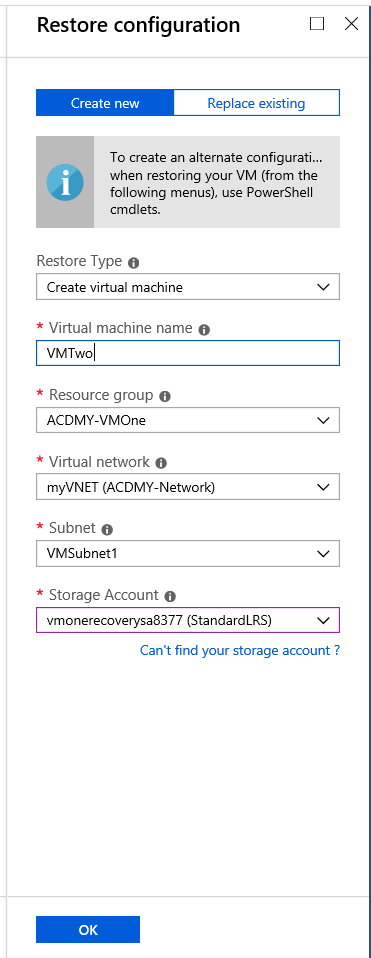 Restore configuration
Create new
Replace existing
To create an alternate configurati...
when restoring your VM (from the
following menus), use PowerShell
cmdlets.
Restore Type
Create virtual machine
* Virtual machine name
VMTwo
* Resource group
ACDMY-VMOne
* Virtual network
myVNET (ACDMY-Network)
* Subnet
VMSubnet1
* Storage Account
vmonerecoverysa8377 (StandardLRS)
Can't find your storage account ?
OK